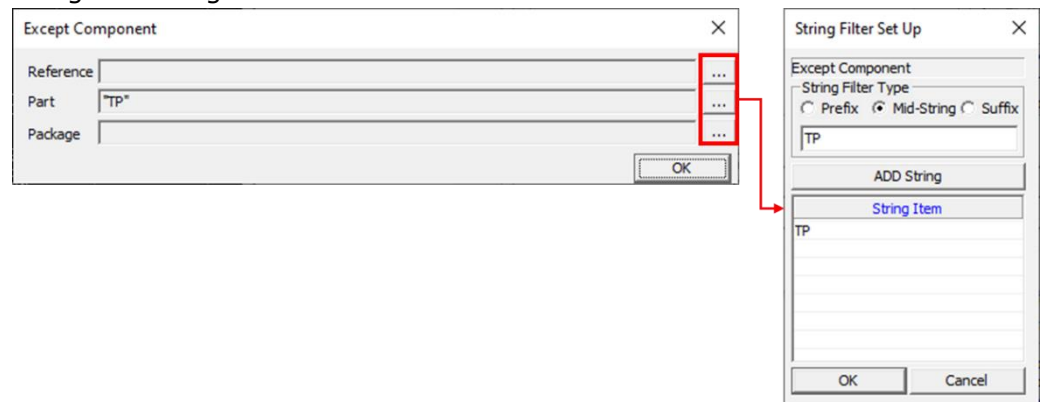 Except Component
Reference ...
Part "TP" ...
Package ...
OK
String Filter Set Up
Except Component
String Filter Type
Prefix Mid-String Suffix
TP
ADD String
String Item
TP
OK Cancel